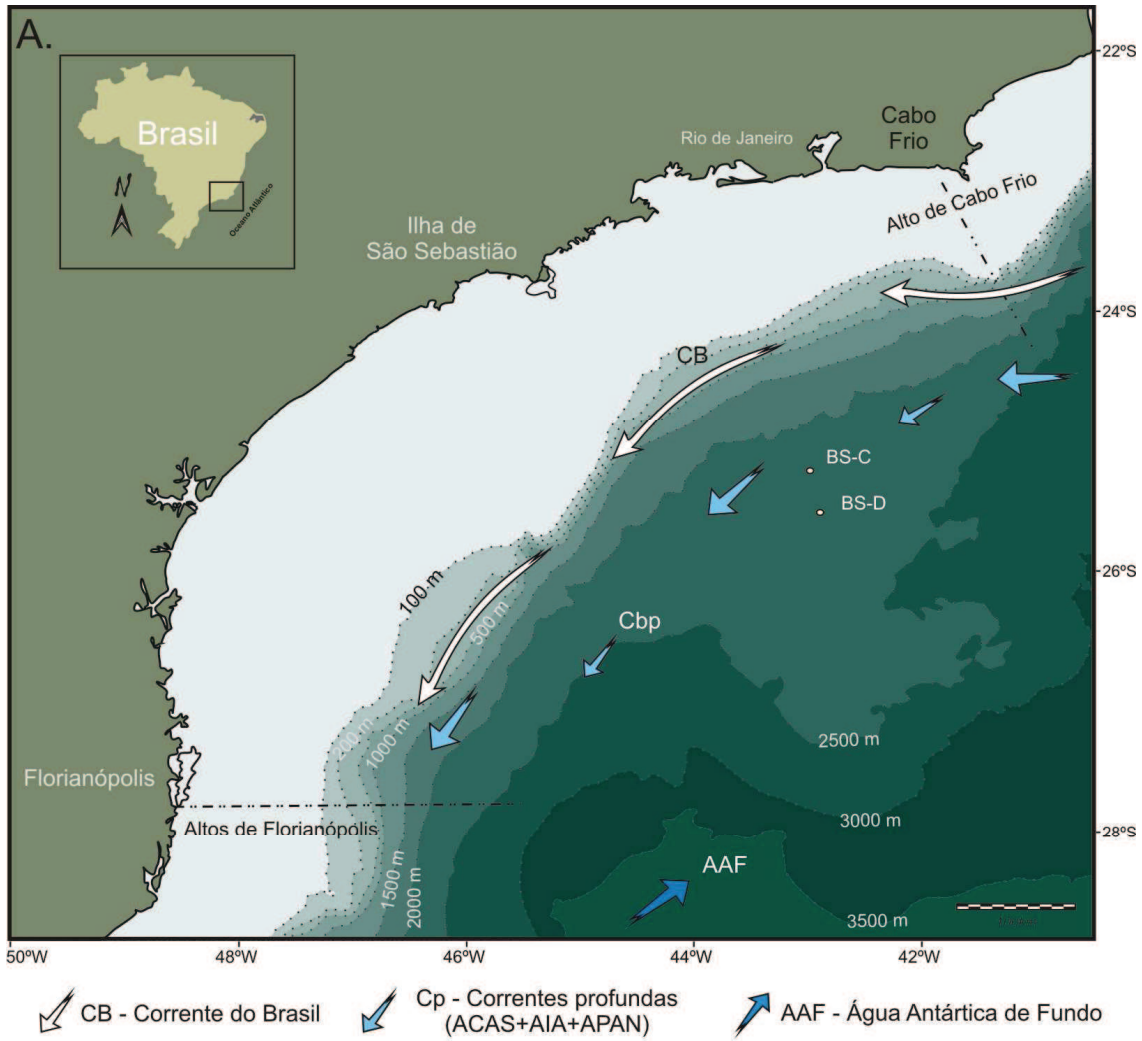 A.
Brasil
N
Oceano Atlântico
22ºS
Cabo
Frio
Rio de Janeiro
Alto de Cabo Frio
Ilha de
São Sebastião
24ºS
CB
BS-C
BS-D
26ºS
100 m
500 m
Cbp
200 m
1000 m
2500 m
Florianópolis
3000 m
Altos de Florianópolis
28ºS
AAF
1500 m
2000 m
3500 m
50ºW
48ºW
46ºW
44ºW
42ºW
CB - Corrente do Brasil
Cp - Correntes profundas
(ACAS+AIA+APAN)
AAF - Água Antártica de Fundo